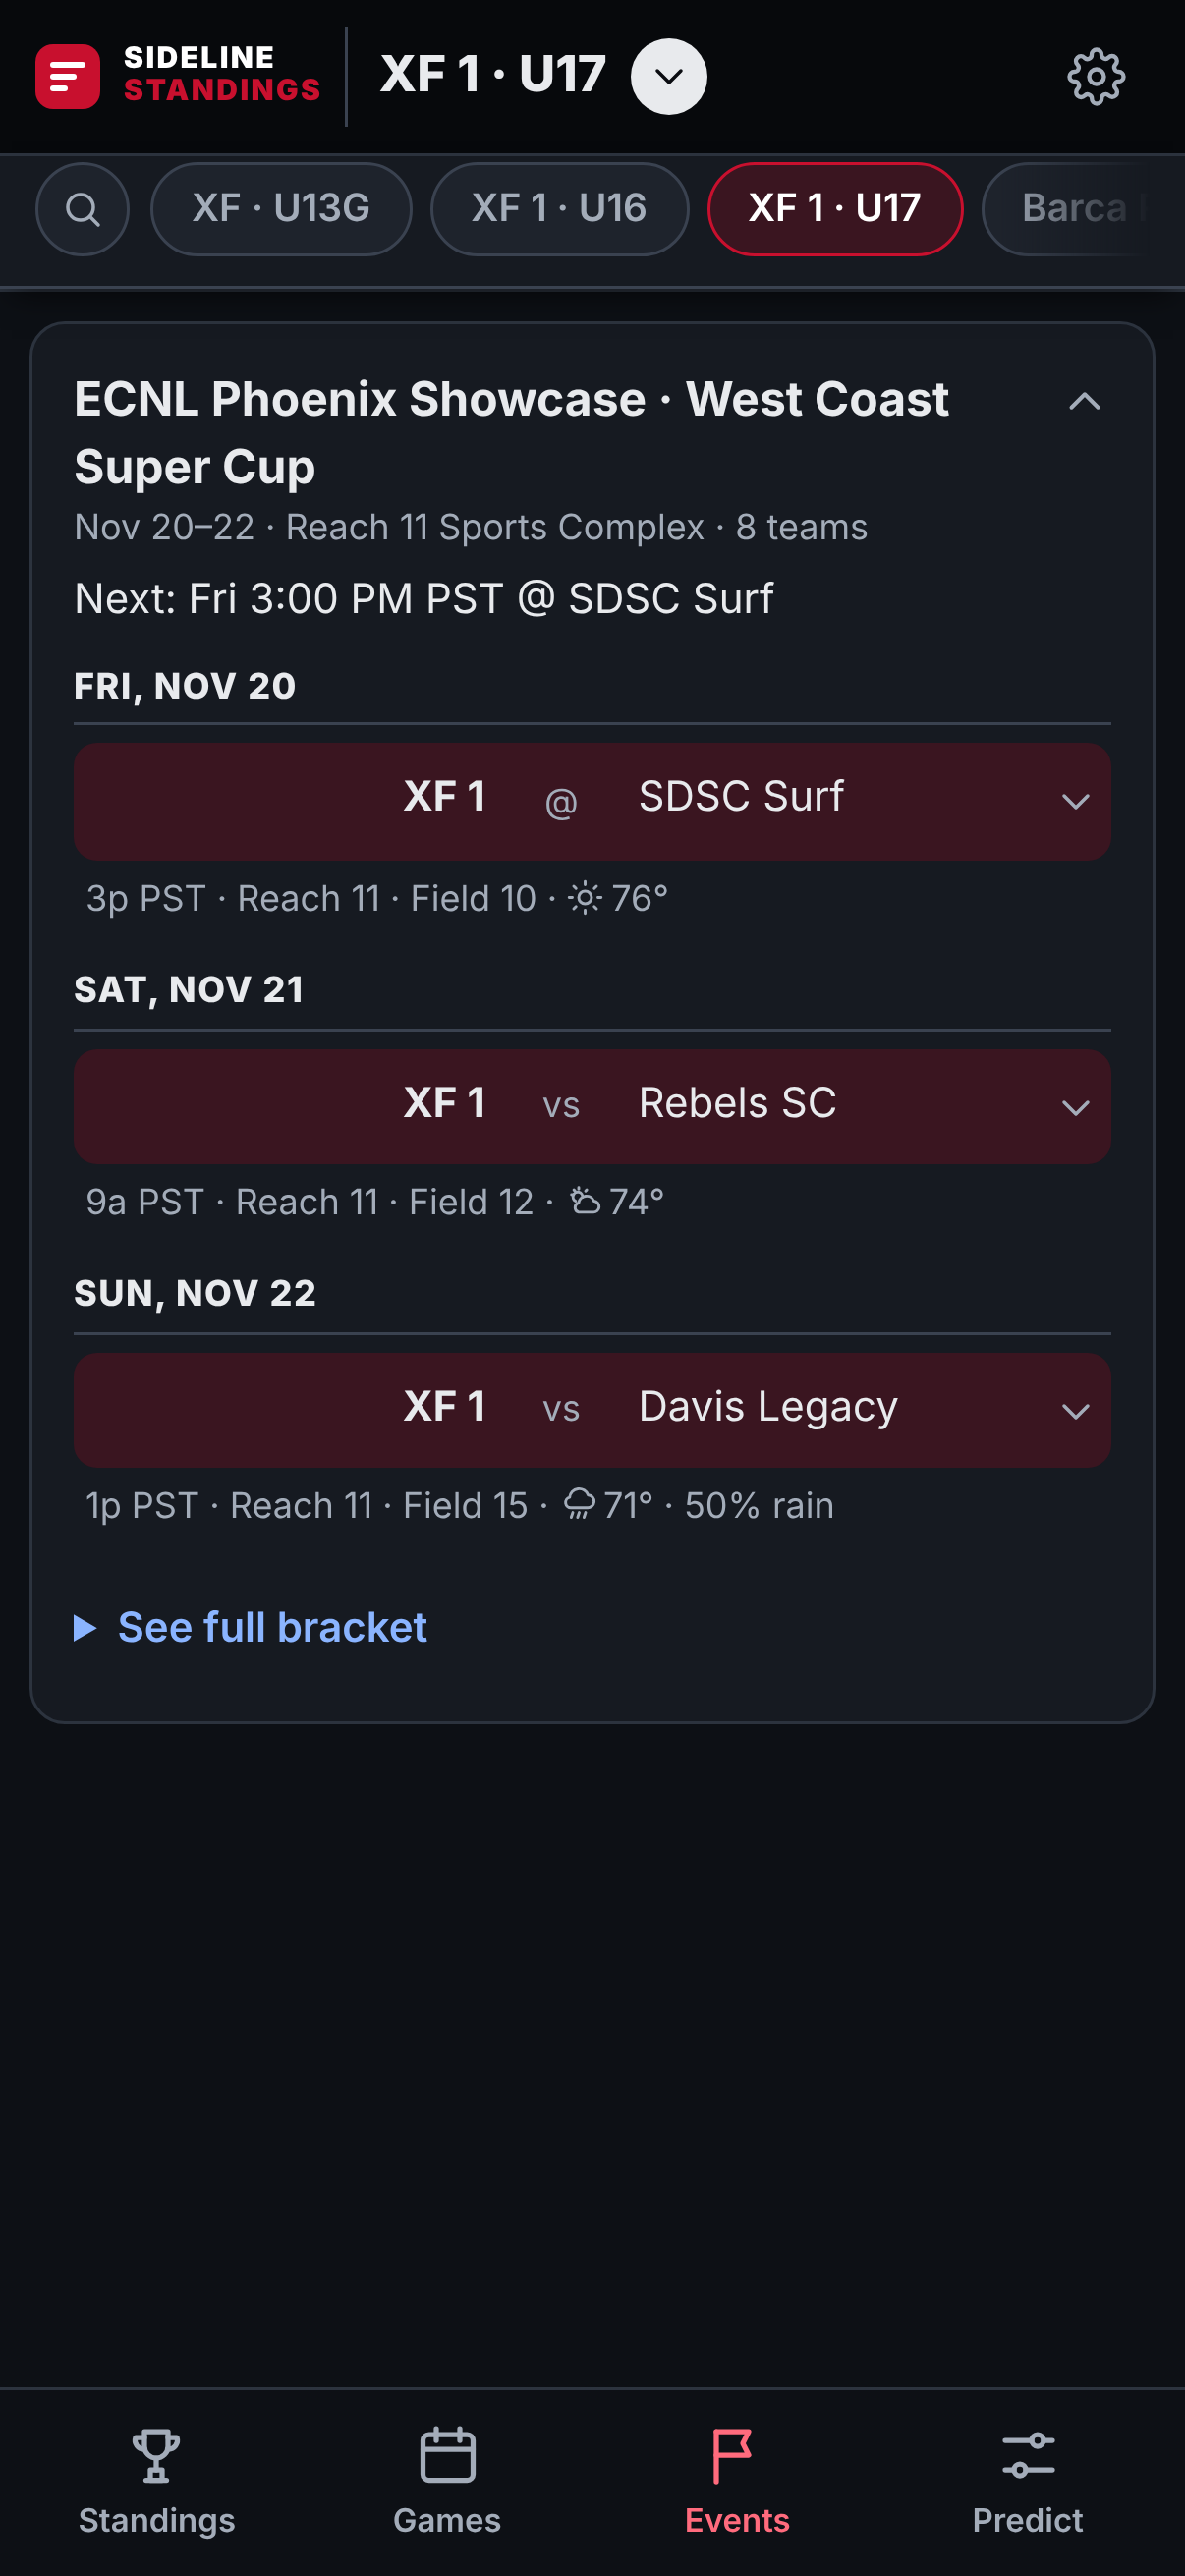 SIDELINE
STANDINGS
XF 1 · U17
XF · U13G
XF 1 · U16
XF 1 · U17
Barca
ECNL Phoenix Showcase · West Coast
Super Cup
Nov 20–22 · Reach 11 Sports Complex · 8 teams
Next: Fri 3:00 PM PST @ SDSC Surf
FRI, NOV 20
XF 1 @ SDSC Surf
3p PST · Reach 11 · Field 10 · 76°
SAT, NOV 21
XF 1 vs Rebels SC
9a PST · Reach 11 · Field 12 · 74°
SUN, NOV 22
XF 1 vs Davis Legacy
1p PST · Reach 11 · Field 15 · 71° · 50% rain
See full bracket
Standings
Games
Events
Predict